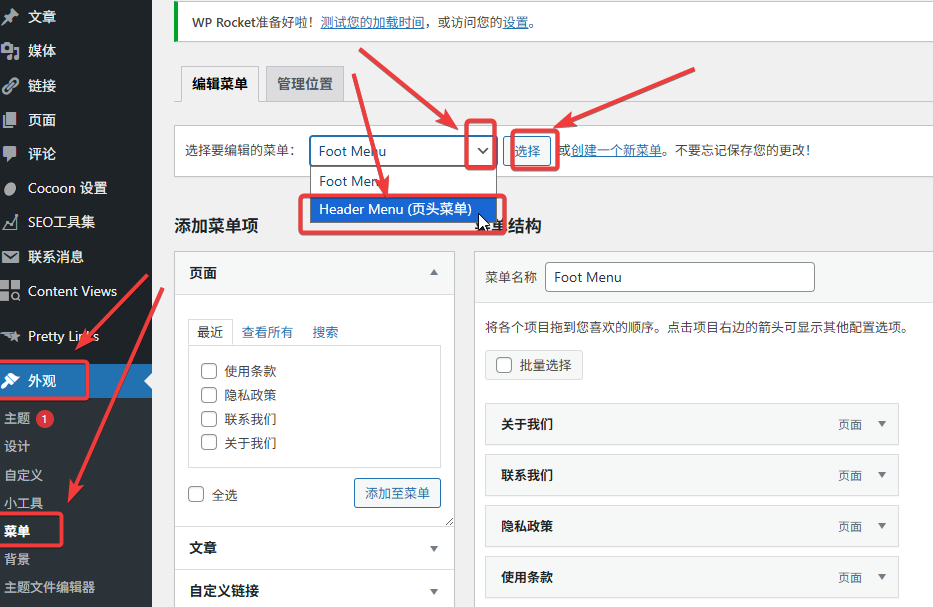 文章
媒体
链接
页面
评论
Cocoon 设置
SEO工具集
联系消息
Content Views
Pretty Links
外观
主题 1
设计
自定义
小工具
菜单
背景
主题文件编辑器
WP Rocket准备好啦！测试您的加载时间，或访问您的设置。
编辑菜单 管理位置
选择要编辑的菜单： Foot Menu 选择 或创建一个新菜单。不要忘记保存您的更改！
Foot Menu
Header Menu (页头菜单)
添加菜单项
页面
最近 查看所有 搜索
使用条款
隐私政策
联系我们
关于我们
全选 添加至菜单
文章
自定义链接
单结构
菜单名称 Foot Menu
将各个项目拖到您喜欢的顺序。点击项目右边的箭头可显示其他配置选项。
批量选择
关于我们 页面
联系我们 页面
隐私政策 页面
使用条款 页面